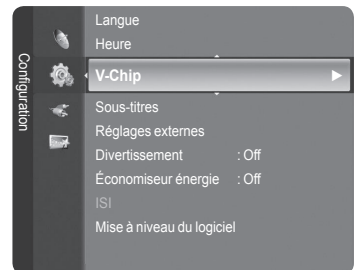 Configuration
Langue
Heure
V-Chip
Sous-titres
Réglages externes
Divertissement : Off
Économiseur énergie : Off
ISI
Mise à niveau du logiciel